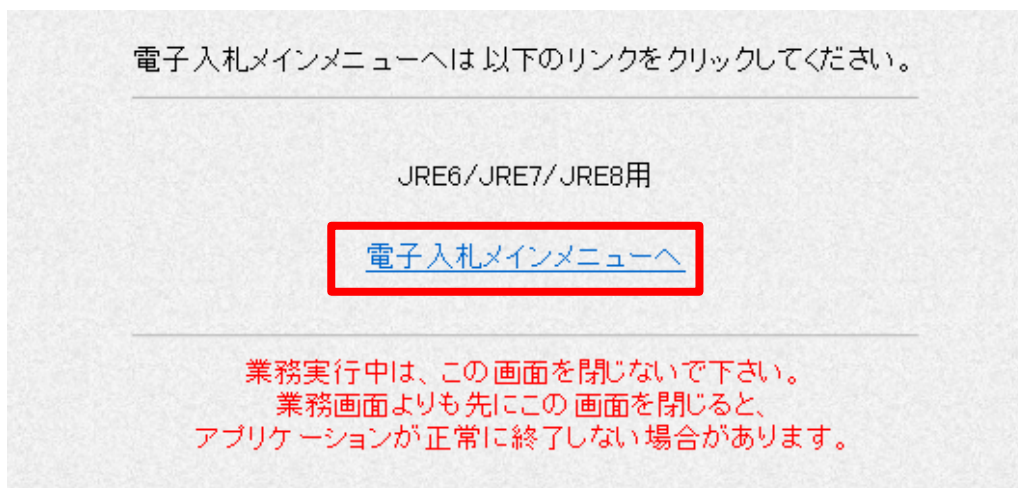 電子入札メインメニューへは以下のリンクをクリックしてください。
JRE6/JRE7/JRE8用
電子入札メインメニューへ
業務実行中は、この画面を閉じないで下さい。
業務画面よりも先にこの画面を閉じると、
アプリケーションが正常に終了しない場合があります。